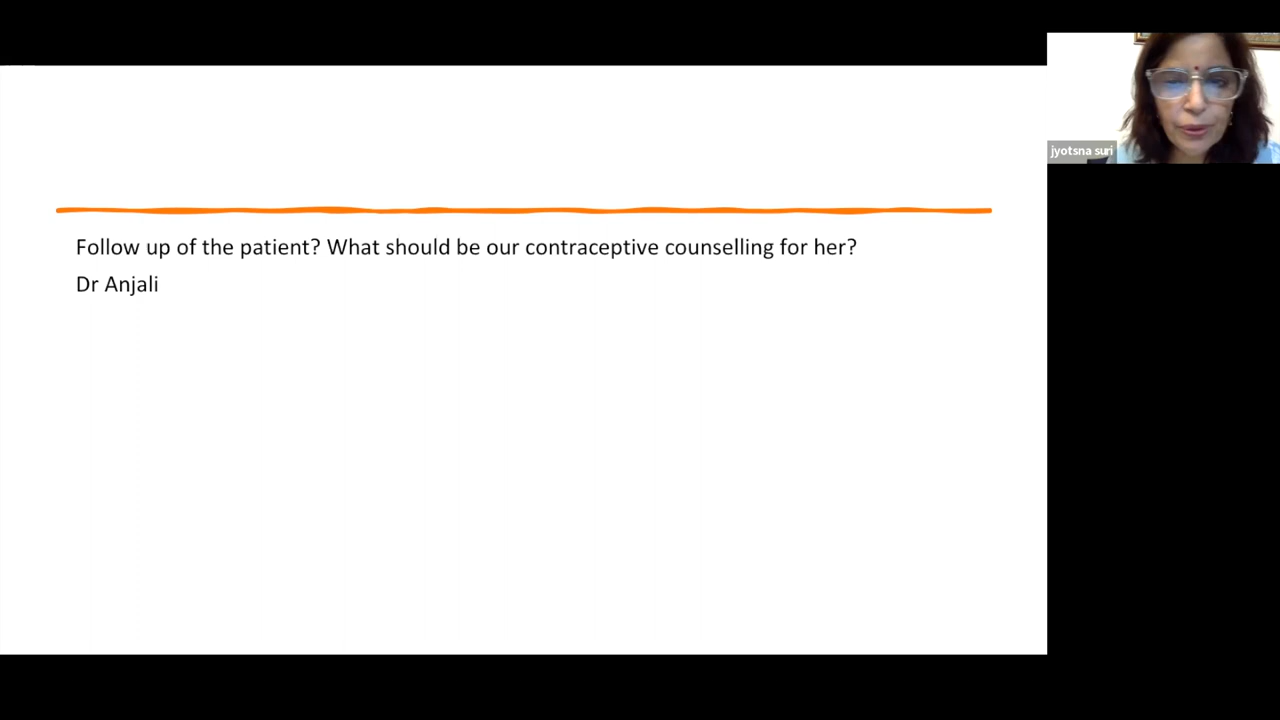 jyotsna suri
Follow up of the patient? What should be our contraceptive counselling for her?
Dr Anjali